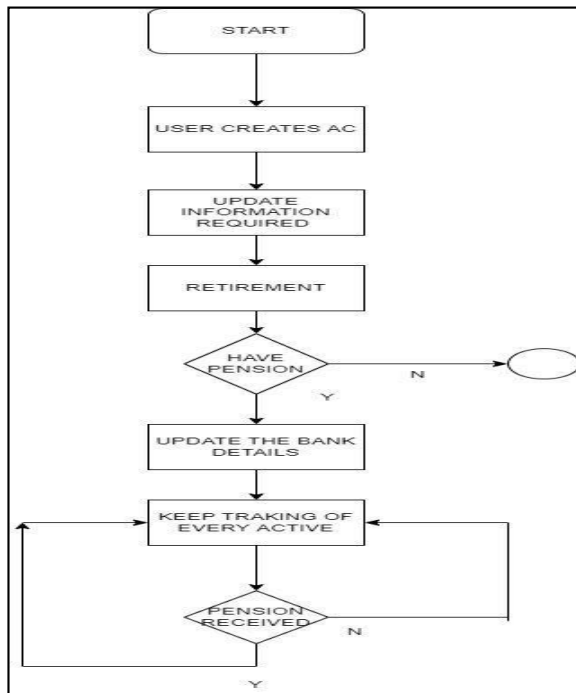 START
USER CREATES AC
UPDATE
INFORMATION
REQUIRED
RETIREMENT
HAVE
PENSION
N
Y
UPDATE THE BANK
DETAILS
KEEP TRAKING OF
EVERY ACTIVE
PENSION
RECEIVED
N
Y